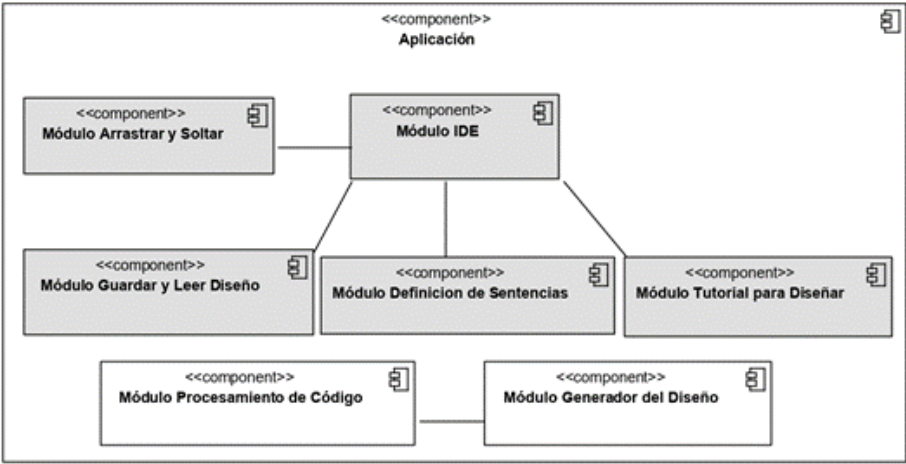 <<component>>
Aplicación
<<component>>
Módulo Arrastrar y Soltar
<<component>>
Módulo IDE
<<component>>
Módulo Guardar y Leer Diseño
<<component>>
Módulo Definicion de Sentencias
<<component>>
Módulo Tutorial para Diseñar
<<component>>
Módulo Procesamiento de Código
<<component>>
Módulo Generador del Diseño